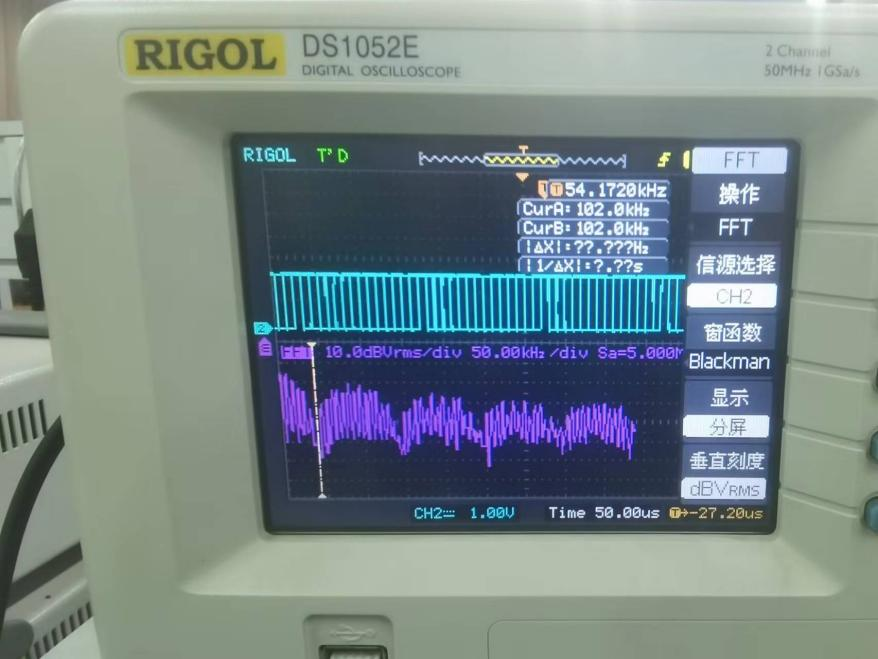 RIGOL DS1052E
DIGITAL OSCILLOSCOPE
2 Channel
50MHz 1GSa/s
RIGOL T'D
FFT
54.1720kHz
操作
CurA: 102.0kHz
FFT
CurB: 102.0kHz
|ΔX|: ??.???Hz
|1/ΔX|: ?.??s
信源选择
CH2
窗函数
Blackman
FFT 10.0dBVrms/div 50.00kHz/div Sa=5.000M
显示
分屏
垂直刻度
dBVRMS
CH2 1.00V Time 50.00us T→-27.20us